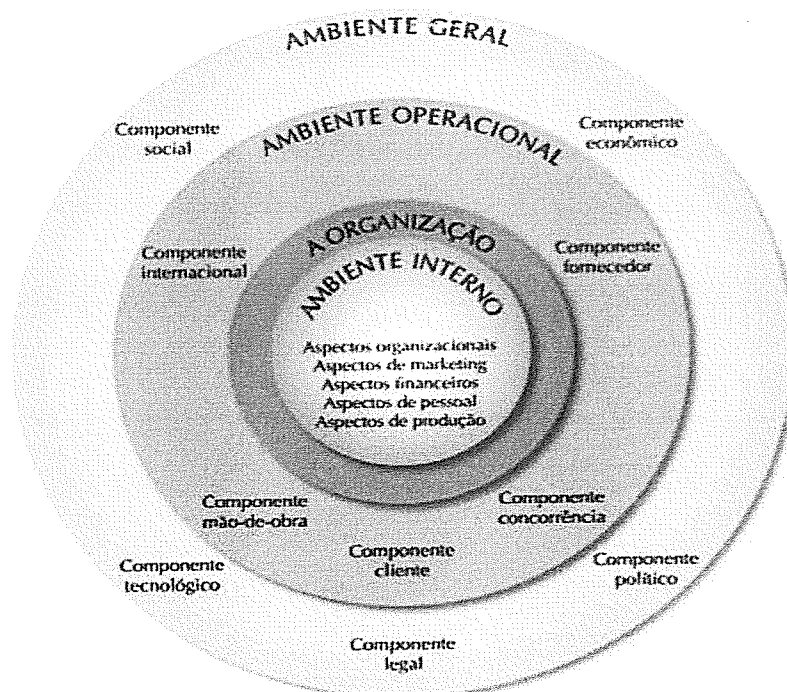 AMBIENTE GERAL
Componente
social
AMBIENTE OPERACIONAL
Componente
econômico
Componente
internacional
A ORGANIZAÇÃO
Componente
fornecedor
AMBIENTE INTERNO
Aspectos organizacionais
Aspectos de marketing
Aspectos financeiros
Aspectos de pessoal
Aspectos de produção
Componente
mão-de-obra
Componente
concorrência
Componente
cliente
Componente
tecnológico
Componente
político
Componente
legal